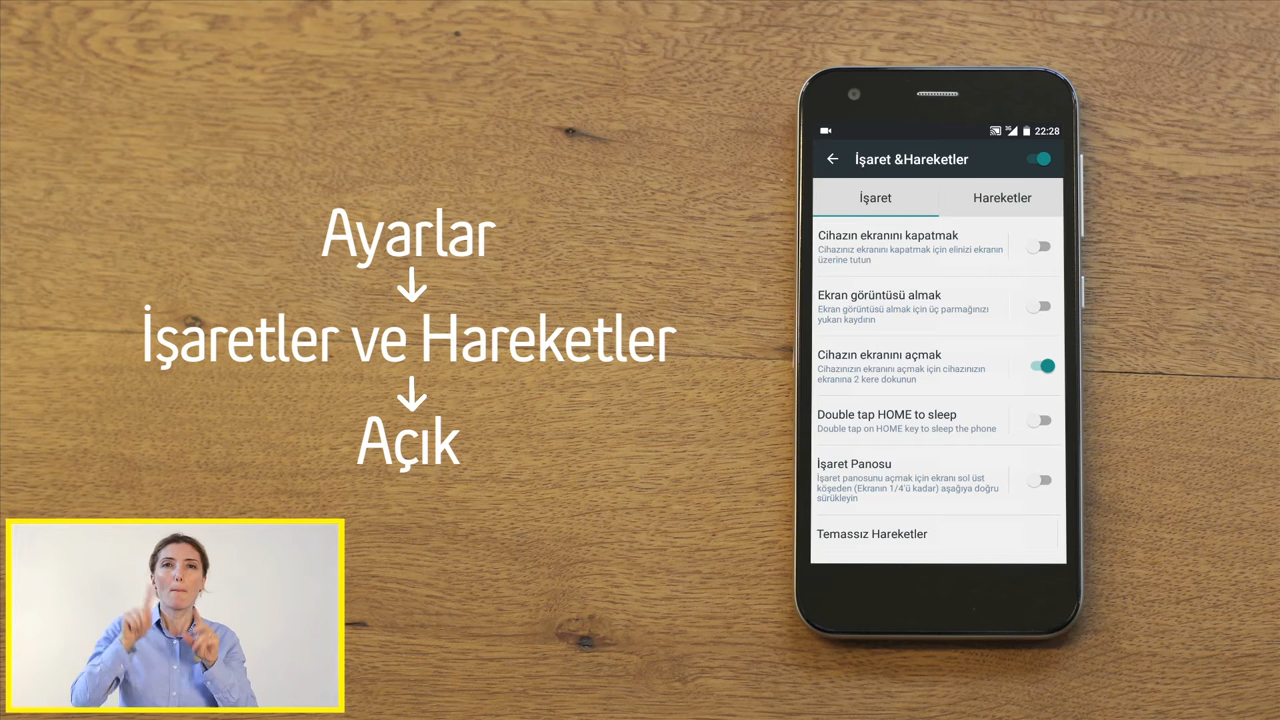 Ayarlar
↓
İşaretler ve Hareketler
↓
Açık
3G
22:28
İşaret &Hareketler
İşaret
Hareketler
Cihazın ekranını kapatmak
Cihazınız ekranını kapatmak için elinizi ekranın
üzerine tutun
Ekran görüntüsü almak
Ekran görüntüsü almak için üç parmağınızı
yukarı kaydırın
Cihazın ekranını açmak
Cihazınızın ekranını açmak için cihazınızın
ekranına 2 kere dokunun
Double tap HOME to sleep
Double tap on HOME key to sleep the phone
İşaret Panosu
İşaret panosunu açmak için ekranı sol üst
köşeden (Ekranın 1/4'ü kadar) aşağıya doğru
sürükleyin
Temassız Hareketler